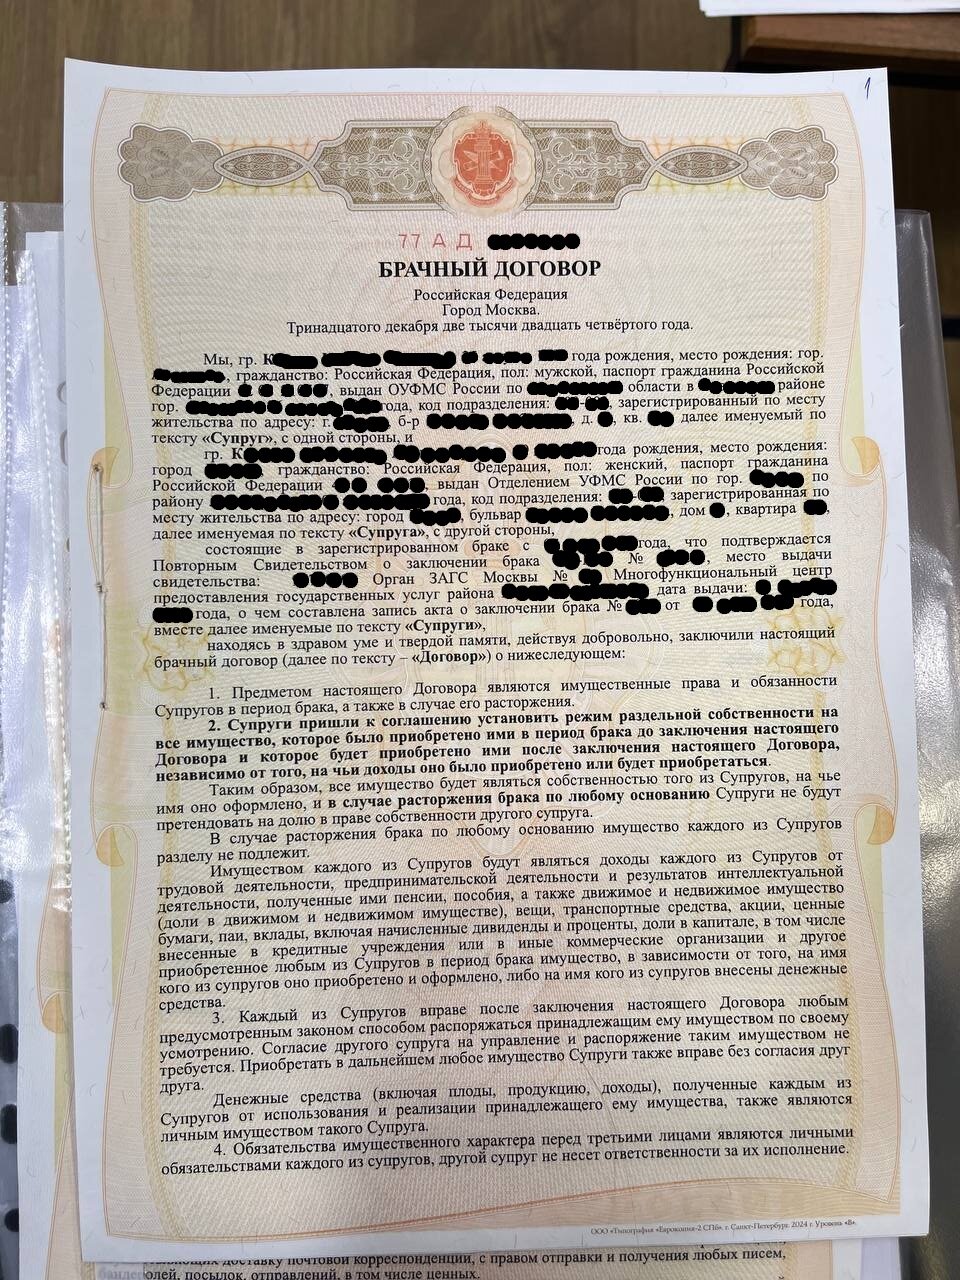 1
77 А Д
БРАЧНЫЙ ДОГОВОР
Российская Федерация
Город Москва.
Тринадцатого декабря две тысячи двадцать четвёртого года.
Мы, гр. К года рождения, место рождения: гор.
, гражданство: Российская Федерация, пол: мужской, паспорт гражданина Российской
Федерации , выдан ОУФМС России по области в районе
гор. года, код подразделения: - , зарегистрированный по месту
жительства по адресу: г. , б-р , д. , кв. далее именуемый по
тексту «Супруг», с одной стороны, и
гр. К года рождения, место рождения:
город , гражданство: Российская Федерация, пол: женский, паспорт гражданина
Российской Федерации , выдан Отделением УФМС России по гор. по
району года, код подразделения: - зарегистрированная по
месту жительства по адресу: город , бульвар , дом , квартира ,
далее именуемая по тексту «Супруга», с другой стороны,
состоящие в зарегистрированном браке с года, что подтверждается
Повторным Свидетельством о заключении брака № , место выдачи
свидетельства: Орган ЗАГС Москвы № Многофункциональный центр
предоставления государственных услуг района дата выдачи:
года, о чем составлена запись акта о заключении брака № от года,
вместе далее именуемые по тексту «Супруги»,
находясь в здравом уме и твердой памяти, действуя добровольно, заключили настоящий
брачный договор (далее по тексту – «Договор») о нижеследующем:
1. Предметом настоящего Договора являются имущественные права и обязанности
Супругов в период брака, а также в случае его расторжения.
2. Супруги пришли к соглашению установить режим раздельной собственности на
все имущество, которое было приобретено ими в период брака до заключения настоящего
Договора и которое будет приобретено ими после заключения настоящего Договора,
независимо от того, на чьи доходы оно было приобретено или будет приобретаться.
Таким образом, все имущество будет являться собственностью того из Супругов, на чье
имя оно оформлено, и в случае расторжения брака по любому основанию Супруги не будут
претендовать на долю в праве собственности другого супруга.
В случае расторжения брака по любому основанию имущество каждого из Супругов
разделу не подлежит.
Имуществом каждого из Супругов будут являться доходы каждого из Супругов от
трудовой деятельности, предпринимательской деятельности и результатов интеллектуальной
деятельности, полученные ими пенсии, пособия, а также движимое и недвижимое имущество
(доли в движимом и недвижимом имуществе), вещи, транспортные средства, акции, ценные
бумаги, паи, вклады, включая начисленные дивиденды и проценты, доли в капитале, в том числе
внесенные в кредитные учреждения или в иные коммерческие организации и другое
приобретенное любым из Супругов в период брака имущество, в зависимости от того, на имя
кого из супругов оно приобретено и оформлено, либо на имя кого из супругов внесены денежные
средства.
3. Каждый из Супругов вправе после заключения настоящего Договора любым
предусмотренным законом способом распоряжаться принадлежащим ему имуществом по своему
усмотрению. Согласие другого супруга на управление и распоряжение таким имуществом не
требуется. Приобретать в дальнейшем любое имущество Супруги также вправе без согласия друг
друга.
Денежные средства (включая плоды, продукцию, доходы), полученные каждым из
Супругов от использования и реализации принадлежащего ему имущества, также являются
личным имуществом такого Супруга.
4. Обязательства имущественного характера перед третьими лицами являются личными
обязательствами каждого из супругов, другой супруг не несет ответственности за их исполнение.
ООО «Типография «Еврокопия-2 СПб». г. Санкт-Петербург. 2024 г. Уровень «В».
доставку почтовой корреспонденции, с правом отправки и получения любых писем,
посылок, отправлений, в том числе ценных.